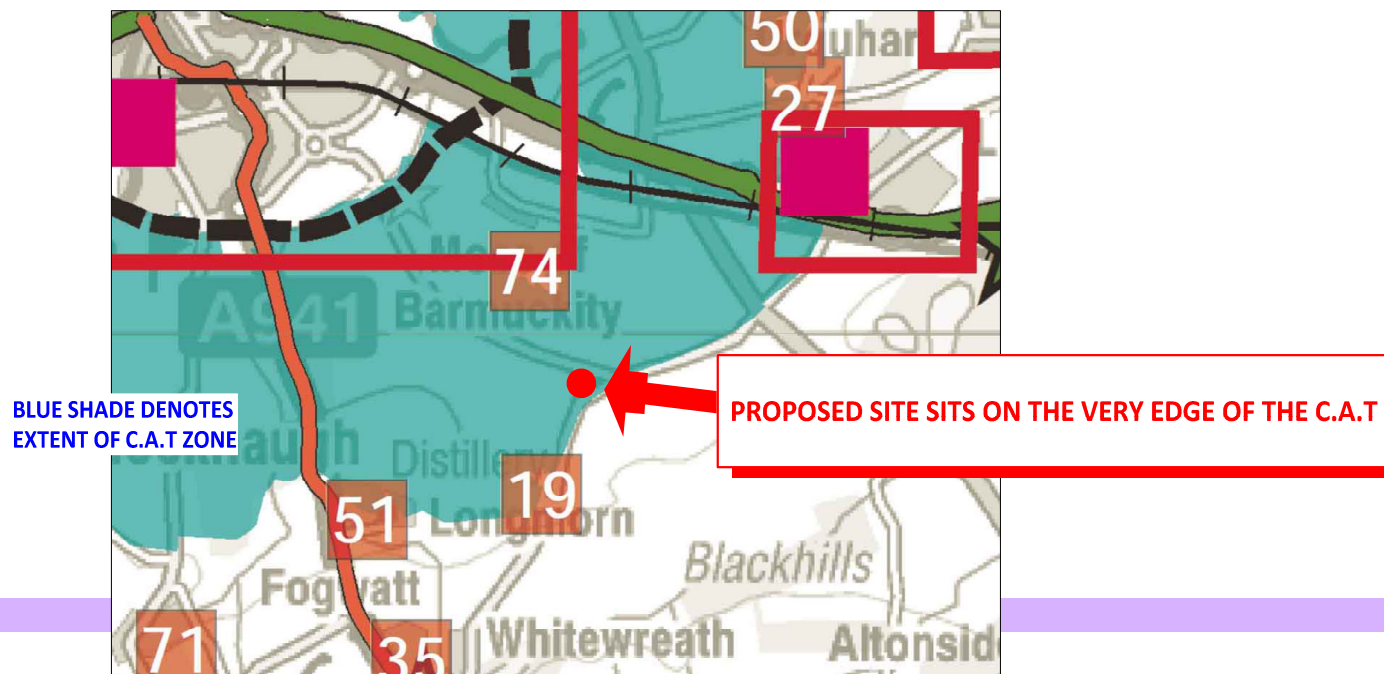 50
uhar
27
74
Barmuckity
A941
PROPOSED SITE SITS ON THE VERY EDGE OF THE C.A.T
BLUE SHADE DENOTES
EXTENT OF C.A.T ZONE
Distillery
19
51
Longmorn
Blackhills
Fogwatt
71
35
Whitewreath
Altonsid